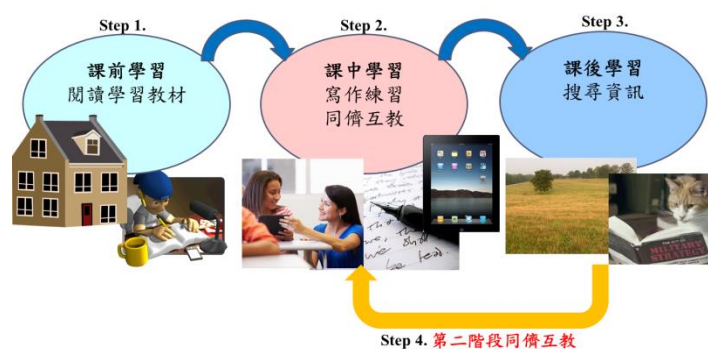 Step 1.
Step 2.
Step 3.
課前學習
閱讀學習教材
課中學習
寫作練習
同儕互教
課後學習
搜尋資訊
MILITARY
STRATEGY
Step 4. 第二階段同儕互教